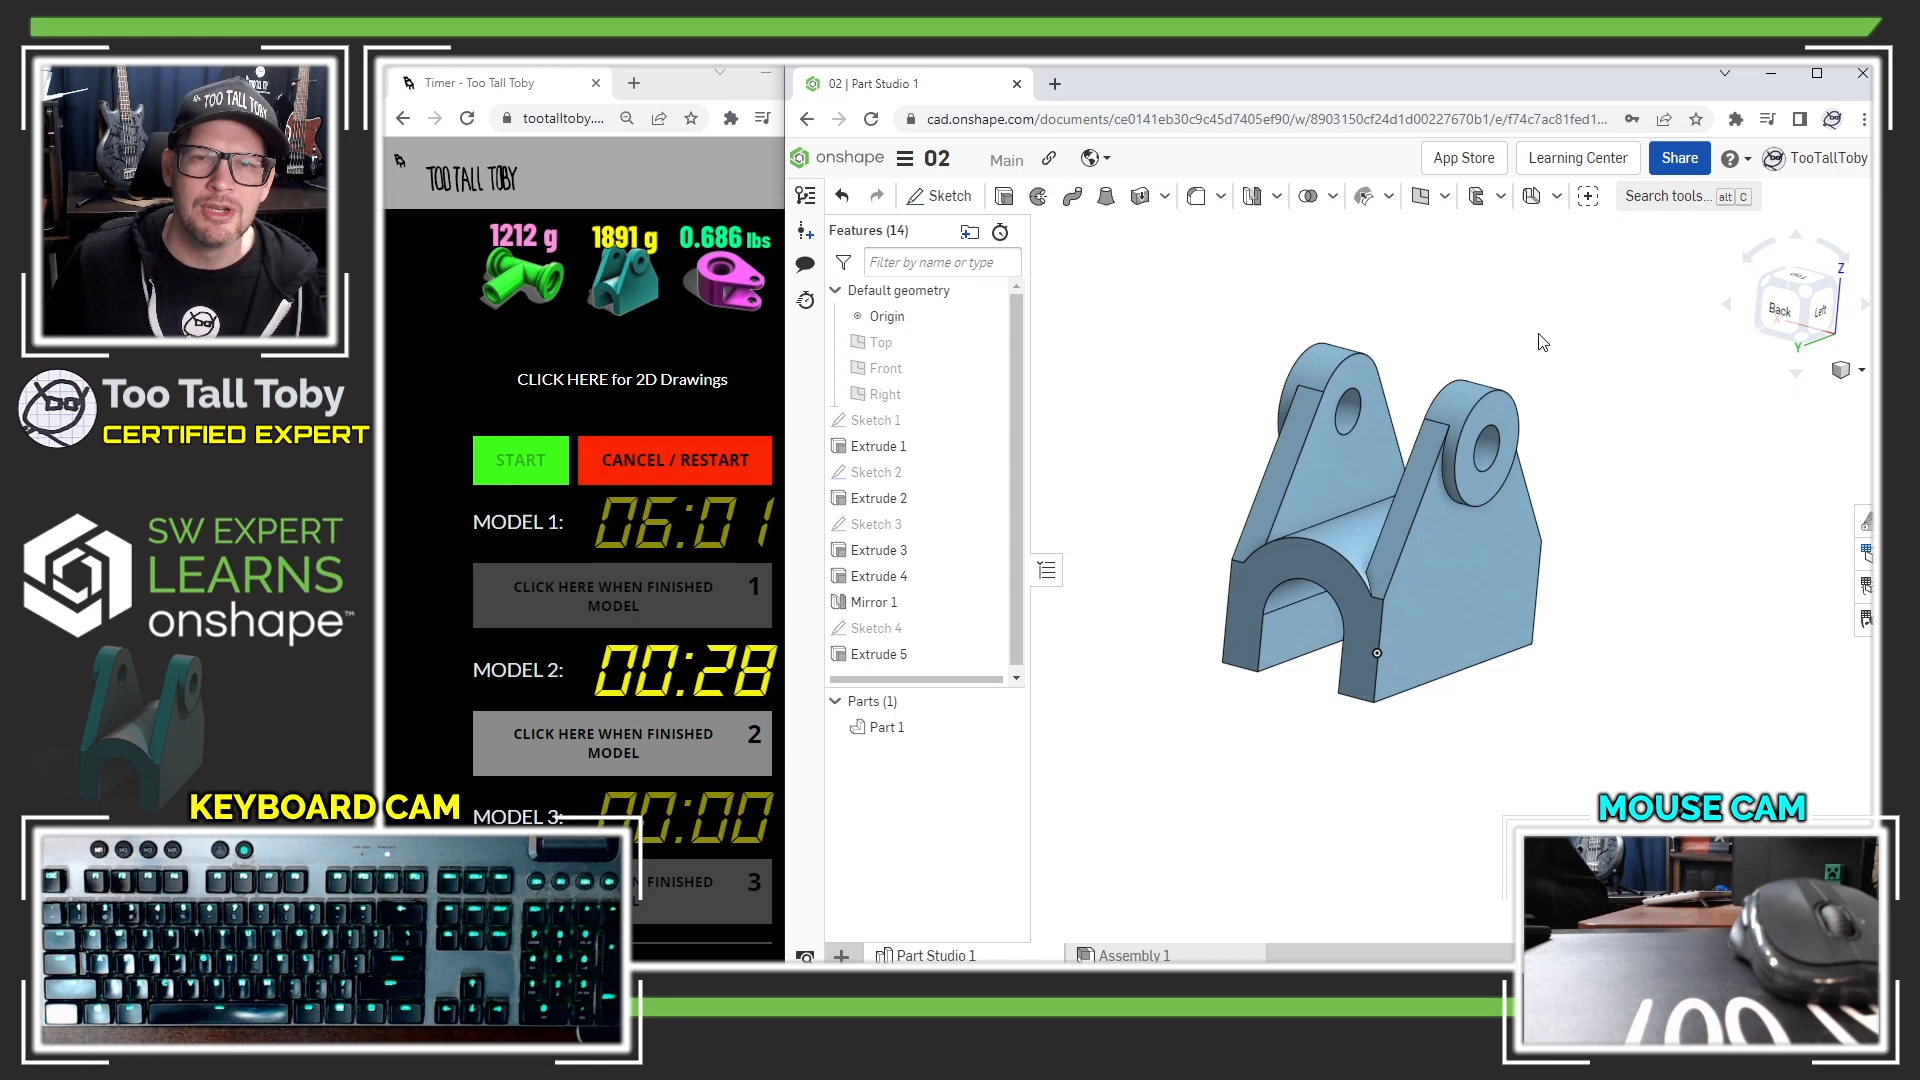 TOO TALL TOBY
Too Tall Toby
CERTIFIED EXPERT
SW EXPERT
LEARNS
onshape™
KEYBOARD CAM
Timer - Too Tall Toby
tootalltoby....
TOO TALL TOBY
1212 g
1891 g
0.686 lbs
CLICK HERE for 2D Drawings
START
CANCEL / RESTART
MODEL 1:
06:01
CLICK HERE WHEN FINISHED
MODEL
1
MODEL 2:
00:28
CLICK HERE WHEN FINISHED
MODEL
2
MODEL 3:
00:00
FINISHED
3
02 | Part Studio 1
cad.onshape.com/documents/ce0141eb30c9c45d7405ef90/w/8903150cf24d1d00227670b1/e/f74c7ac81fed1...
onshape
02
Main
App Store
Learning Center
Share
TooTallToby
Sketch
Search tools...
alt
C
Features (14)
Filter by name or type
Default geometry
Origin
Top
Front
Right
Sketch 1
Extrude 1
Sketch 2
Extrude 2
Sketch 3
Extrude 3
Extrude 4
Mirror 1
Sketch 4
Extrude 5
Parts (1)
Part 1
Top
Back
Left
Z
X
Y
Part Studio 1
Assembly 1
MOUSE CAM